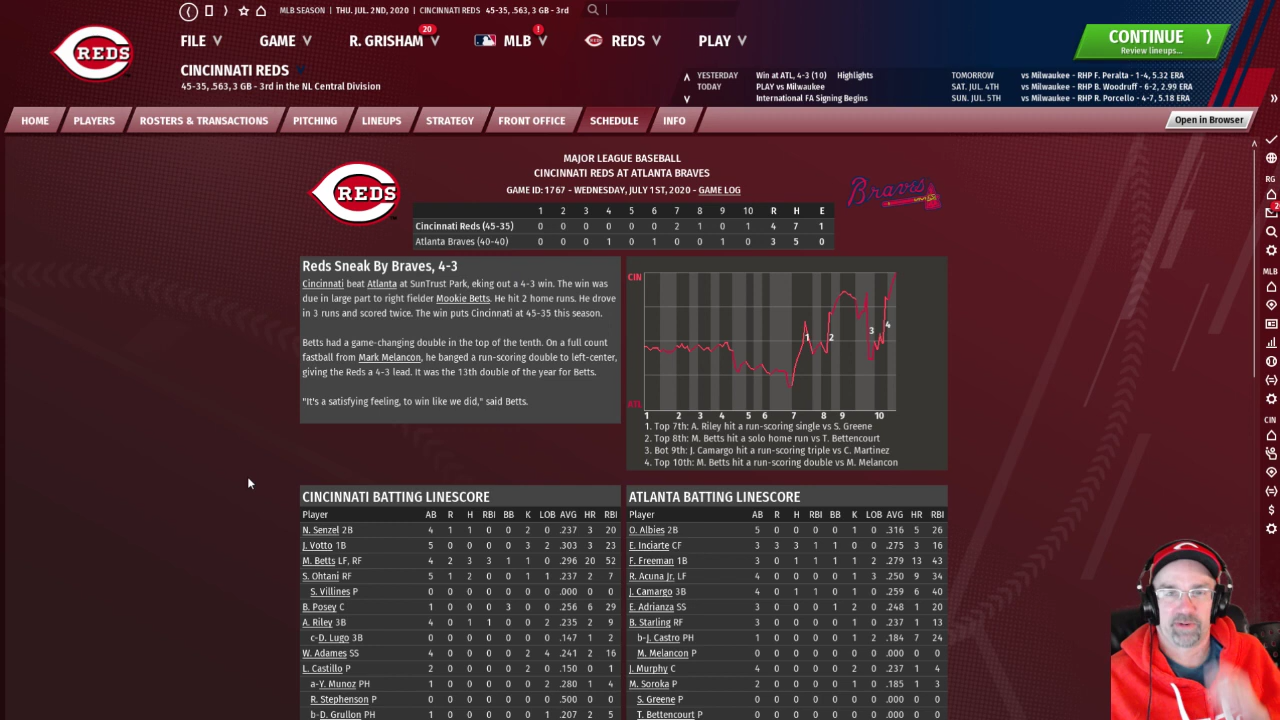 MLB SEASON | THU. JUL. 2ND, 2020 | CINCINNATI REDS 45-35, .563, 3 GB - 3rd
REDS
FILE GAME R. GRISHAM 20 MLB ! REDS PLAY
CONTINUE
Review lineups...
CINCINNATI REDS
45-35, .563, 3 GB - 3rd in the NL Central Division
YESTERDAY Win at ATL, 4-3 (10) Highlights
TODAY PLAY vs Milwaukee
International FA Signing Begins
TOMORROW vs Milwaukee - RHP F. Peralta - 1-4, 5.32 ERA
SAT. JUL. 4TH vs Milwaukee - RHP B. Woodruff - 6-2, 2.99 ERA
SUN. JUL. 5TH vs Milwaukee - RHP R. Porcello - 4-7, 5.18 ERA
HOME PLAYERS ROSTERS & TRANSACTIONS PITCHING LINEUPS STRATEGY FRONT OFFICE SCHEDULE INFO Open in Browser
MAJOR LEAGUE BASEBALL
CINCINNATI REDS AT ATLANTA BRAVES
GAME ID: 1767 - WEDNESDAY, JULY 1ST, 2020 - GAME LOG
REDS
Braves
1 2 3 4 5 6 7 8 9 10 R H E
Cincinnati Reds (45-35) 0 0 0 0 0 0 2 1 0 1 4 7 1
Atlanta Braves (40-40) 0 0 0 1 0 1 0 0 1 0 3 5 0
Reds Sneak By Braves, 4-3
Cincinnati beat Atlanta at SunTrust Park, eking out a 4-3 win. The win was
due in large part to right fielder Mookie Betts. He hit 2 home runs. He drove
in 3 runs and scored twice. The win puts Cincinnati at 45-35 this season.
Betts had a game-changing double in the top of the tenth. On a full count
fastball from Mark Melancon, he banged a run-scoring double to left-center,
giving the Reds a 4-3 lead. It was the 13th double of the year for Betts.
"It's a satisfying feeling, to win like we did," said Betts.
CIN
1 2 3 4
ATL
1 2 3 4 5 6 7 8 9 10
1. Top 7th: A. Riley hit a run-scoring single vs S. Greene
2. Top 8th: M. Betts hit a solo home run vs T. Bettencourt
3. Bot 9th: J. Camargo hit a run-scoring triple vs C. Martinez
4. Top 10th: M. Betts hit a run-scoring double vs M. Melancon
CINCINNATI BATTING LINESCORE
Player AB R H RBI BB K LOB AVG HR RBI
N. Senzel 2B 4 1 1 0 0 2 0 .237 3 20
J. Votto 1B 5 0 0 0 0 3 2 .303 3 23
M. Betts LF, RF 4 2 3 3 1 1 0 .296 20 52
S. Ohtani RF 5 1 2 0 0 1 1 .237 2 7
S. Villines P 0 0 0 0 0 0 0 .000 0 0
B. Posey C 1 0 0 0 3 0 0 .256 6 29
A. Riley 3B 4 0 1 1 0 0 2 .235 2 9
c-D. Lugo 3B 0 0 0 0 0 0 0 .147 1 2
W. Adames SS 4 0 0 0 0 2 4 .241 2 16
L. Castillo P 2 0 0 0 0 2 0 .150 0 1
a-Y. Munoz PH 1 0 0 0 0 0 2 .280 1 4
R. Stephenson P 0 0 0 0 0 0 0 .500 0 0
b-D. Grullon PH 1 0 0 0 0 0 1 .207 2 5
ATLANTA BATTING LINESCORE
Player AB R H RBI BB K LOB AVG HR RBI
O. Albies 2B 5 0 0 0 0 1 0 .316 5 26
E. Inciarte CF 3 3 3 1 1 0 0 .275 3 16
F. Freeman 1B 3 0 1 1 1 1 2 .279 13 43
R. Acuna Jr. LF 4 0 0 0 0 1 3 .250 9 34
J. Camargo 3B 4 0 1 1 0 1 0 .259 6 40
E. Adrianza SS 3 0 0 0 1 2 0 .248 1 20
B. Starling RF 3 0 0 0 0 1 0 .237 1 13
b-J. Castro PH 1 0 0 0 0 1 2 .184 7 24
M. Melancon P 0 0 0 0 0 0 0 .000 0 0
J. Murphy C 4 0 0 0 0 2 0 .237 1 4
M. Soroka P 2 0 0 0 0 1 0 .185 1 3
S. Greene P 0 0 0 0 0 0 0 .000 0 0
T. Bettencourt P 0 0 0 0 0 0 0 .000 0 0
RG
MLB
CIN